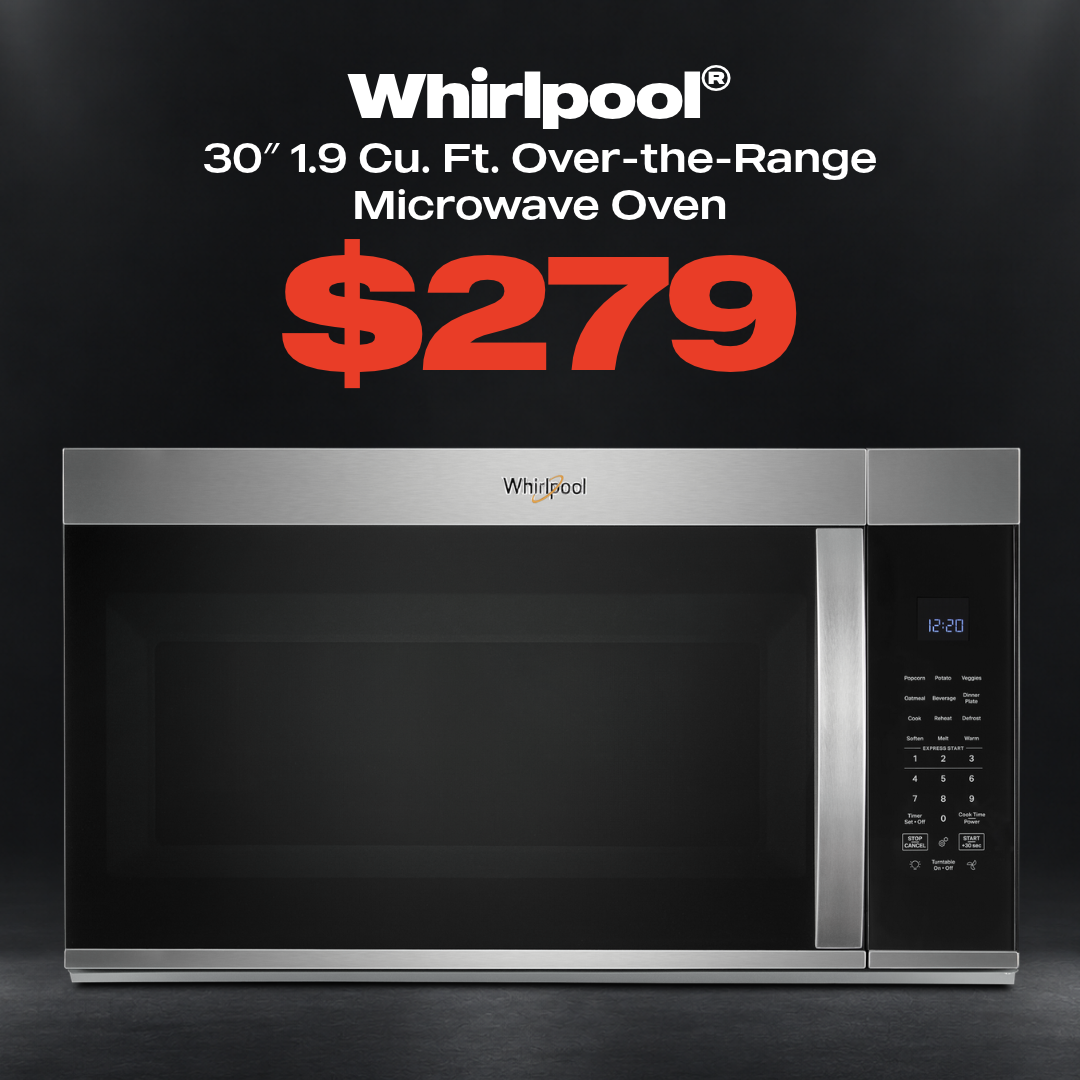 Whirlpool®
30″ 1.9 Cu. Ft. Over-the-Range
Microwave Oven
$279
Whirlpool
12:20
Popcorn Potato Veggies
Oatmeal Beverage Dinner Plate
Cook Reheat Defrost
Soften Melt Warm
EXPRESS START
1 2 3
4 5 6
7 8 9
Timer Set • Off 0 Cook Time Power
STOP CANCEL START +30 sec
Turntable On • Off